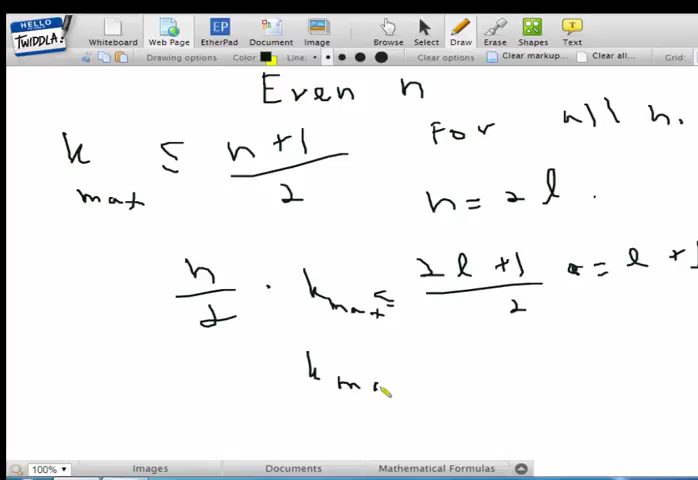 HELLO
TWIDDLA!
Whiteboard Web Page EtherPad Document Image Browse Select Draw Erase Shapes Text
Drawing options Color: Line: Clear options Clear markup... Clear all... Grid:
Even n
k max ≤ (n + 1)/2 For all n.
n = 2l.
n/2 . k max ≤ (2l + 1)/2 = l +
k ma
100% Images Documents Mathematical Formulas